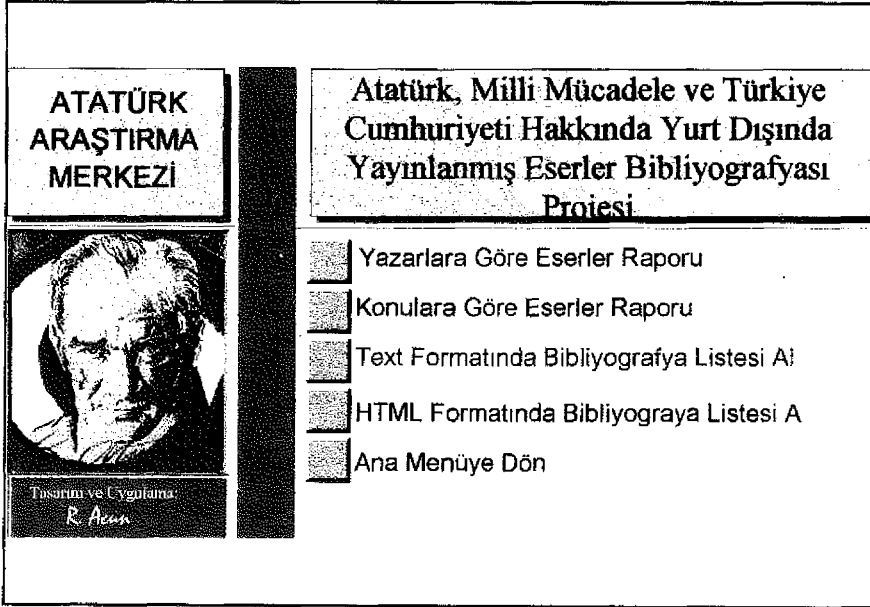 ATATÜRK
ARAŞTIRMA
MERKEZİ
Atatürk, Milli Mücadele ve Türkiye
Cumhuriyeti Hakkında Yurt Dışında
Yayınlanmış Eserler Bibliyografyası
Projesi
Yazarlara Göre Eserler Raporu
Konulara Göre Eserler Raporu
Text Formatında Bibliyografya Listesi Al
HTML Formatında Bibliyograya Listesi A
Ana Menüye Dön
Tasarım ve Uygulama:
R. Acun